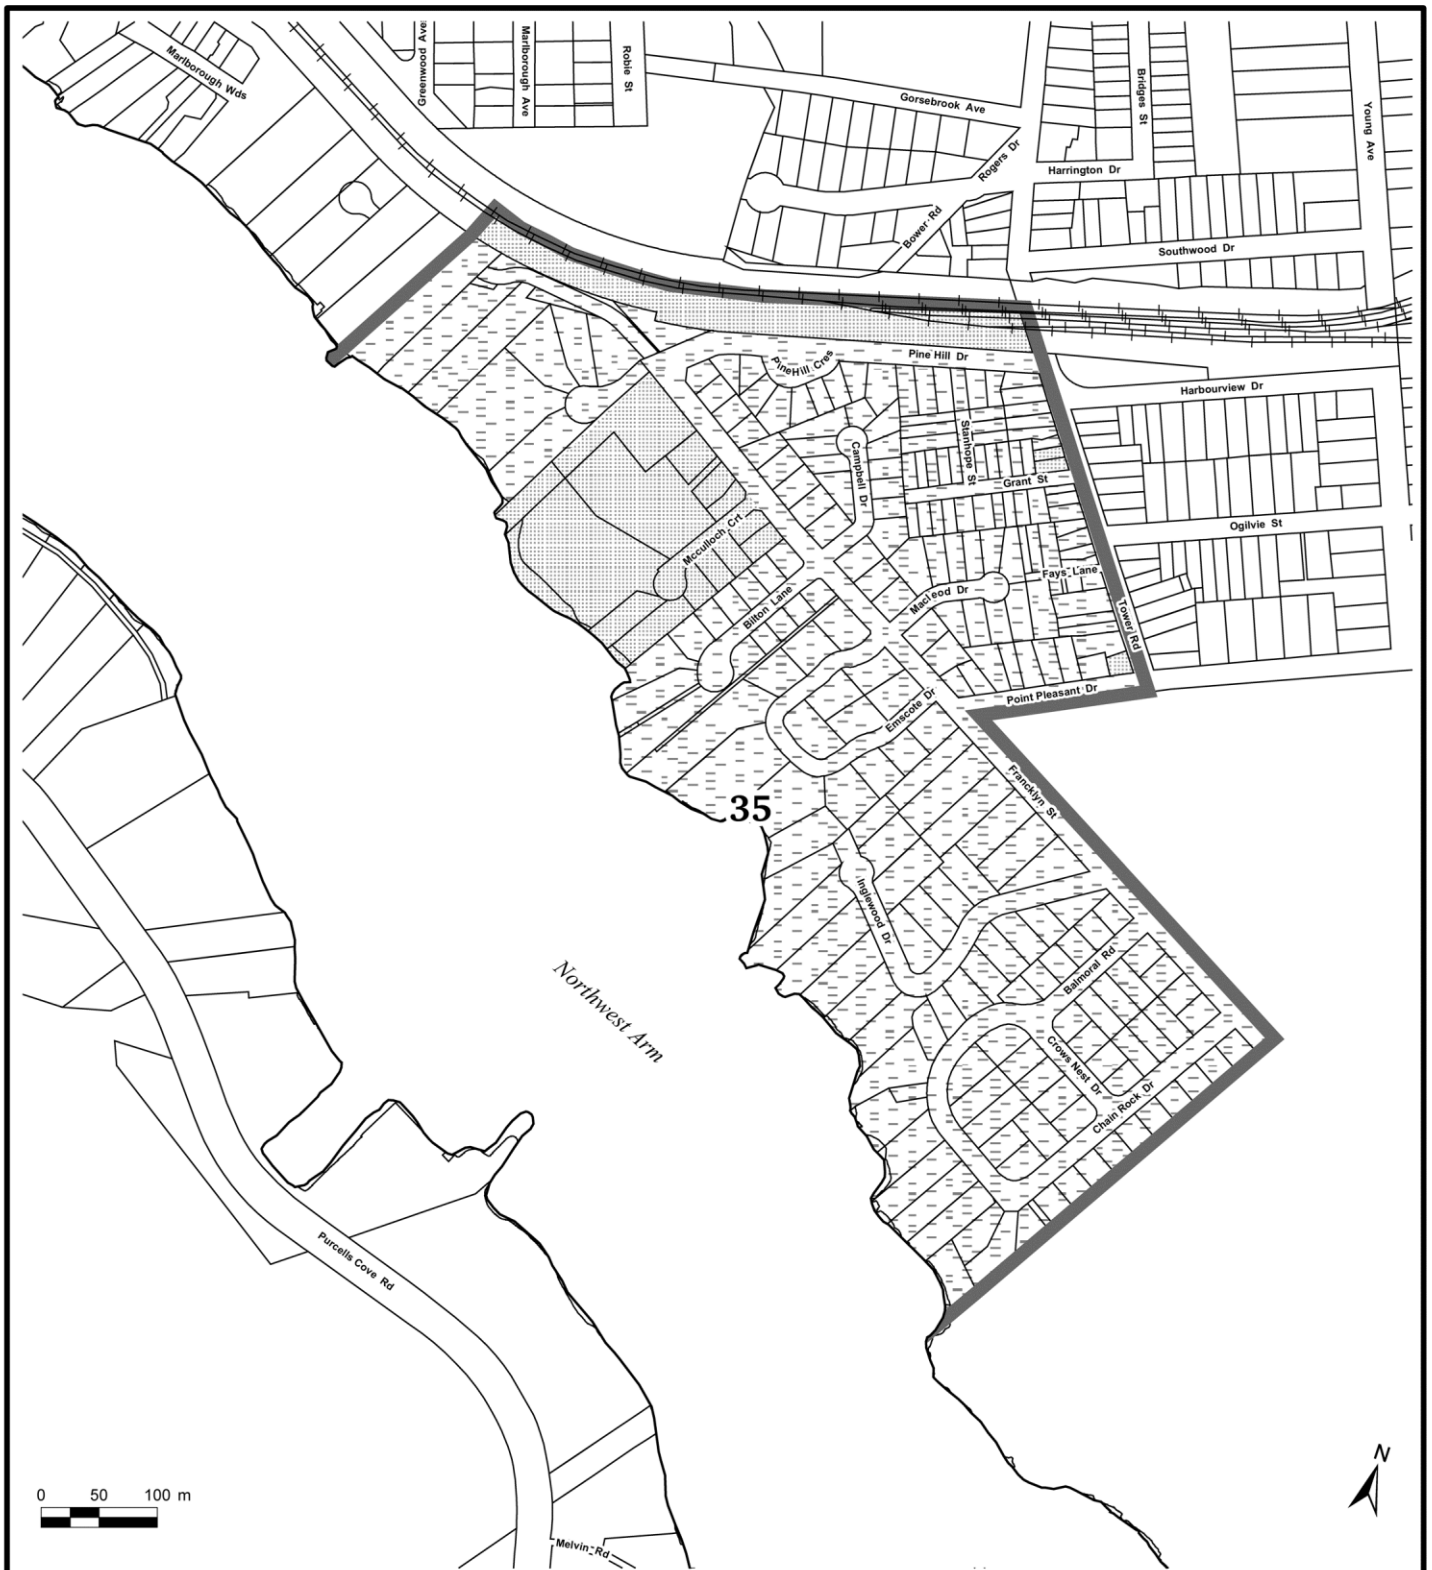 Marlborough Wds
Greenwood Ave
Marlborough Ave
Robie St
Gorsebrook Ave
Bridges St
Young Ave
Rogers Dr
Harrington Dr
Bower Rd
Southwood Dr
Pine Hill Dr
PineHill Cres
Harbourview Dr
Stanhope St
Campbell Dr
Grant St
Ogilvie St
Mcculloch Crt
Fays Lane
Bilton Lane
MacLeod Dr
Tower Rd
Point Pleasant Dr
Emscote Dr
Francklyn St
35
Inglewood Dr
Balmoral Rd
Northwest Arm
Crows Nest Dr
Chain Rock Dr
Purcells Cove Rd
N
0 50 100 m
Melvin Rd